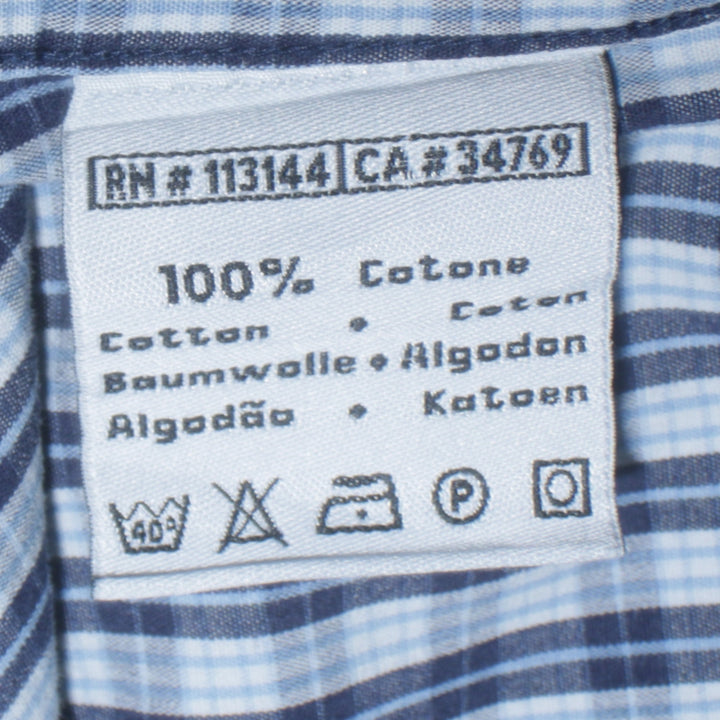 RN # 113144 CA # 34769
100% Cotone
Cotton • Coton
Baumwolle • Algodon
Algodão • Katoen
40° P